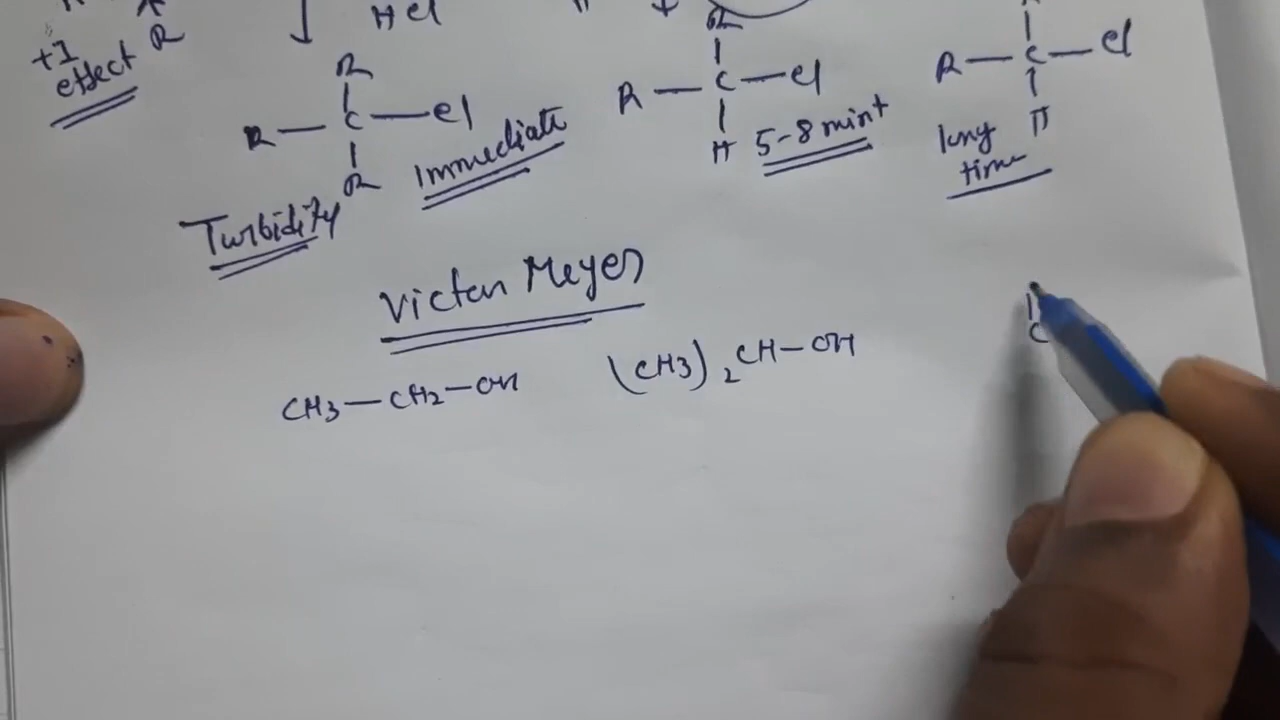 +I effect R
HCl
R
R — C — Cl
R
Immediate
Turbidity
R
R — C — Cl
H
5-8 mint
R — C — Cl
H
long time
Victor Meyer
CH3 — CH2 — OH
(CH3)2CH — OH
C